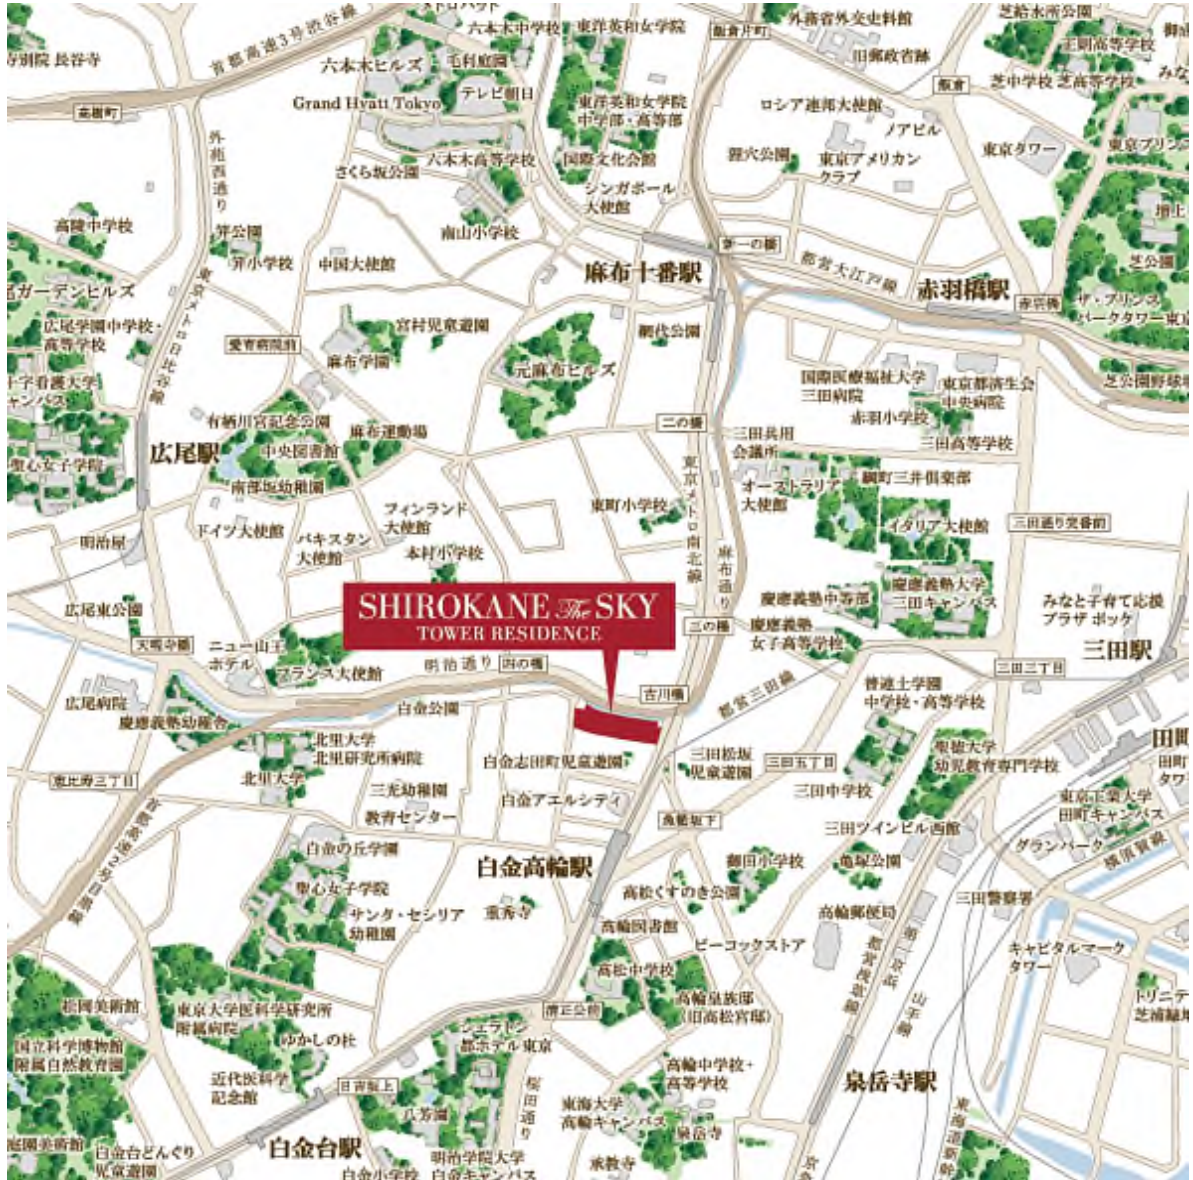 外務省外交史料館
芝給水所公園
六本木中学校
東洋英和女学院
飯倉片町
旧郵政省跡
正則高等学校
首都高速3号渋谷線
六本木ヒルズ
毛利庭園
芝中学校
芝高等学校
飯倉
高樹町
Grand Hyatt Tokyo
テレビ朝日
東洋英和女学院
中学部・高等部
ロシア連邦大使館
ノアビル
外苑西通り
六本木高等学校
国際文化会館
狸穴公園
東京アメリカン
クラブ
東京タワー
さくら坂公園
シンガポール
大使館
高陵中学校
笄公園
南山小学校
新一の橋
笄小学校
中国大使館
麻布十番駅
都営大江戸線
赤羽橋駅
芝公園
赤羽橋
ザ・プリンス
東京メトロ日比谷線
広尾学園中学校・
高等学校
宮村児童遊園
網代公園
愛育病院前
麻布学園
元麻布ヒルズ
国際医療福祉大学
三田病院
東京都済生会
中央病院
赤羽小学校
有栖川宮記念公園
麻布運動場
二の橋
三田共用
会議所
三田高等学校
広尾駅
中央図書館
聖心女子学院
南部坂幼稚園
東京メトロ南北線
オーストラリア
大使館
綱町三井倶楽部
東町小学校
フィンランド
大使館
ドイツ大使館
パキスタン
大使館
イタリア大使館
三田通り突番前
明治屋
本村小学校
麻布通り
SHIROKANE The SKY
TOWER RESIDENCE
慶應義塾中等部
慶應義塾大学
三田キャンパス
広尾東公園
みなと子育て応援
プラザ ポッケ
三の橋
慶應義塾
女子高等学校
天現寺橋
ニュー山王
ホテル
フランス大使館
明治通り
四の橋
三田駅
三田三丁目
広尾病院
慶應義塾幼稚舎
白金公園
古川橋
都営三田線
普連土学園
中学校・高等学校
北里大学
北里研究所病院
白金志田町児童遊園
三田松坂
児童遊園
三田五丁目
聖徳大学
幼児教育専門学校
恵比寿三丁目
北里大学
三光幼稚園
白金アエルシティ
三田中学校
東京工業大学
田町キャンパス
首都高速2号目黒線
教育センター
魚籃坂下
三田ツインビル西館
グランパーク
横須賀線
白金の丘学園
白金高輪駅
御田小学校
亀塚公園
聖心女子学院
高松くすのき公園
三田警察署
サンタ・セシリア
幼稚園
重秀寺
高輪図書館
高輪郵便局
ピーコックストア
第一京浜
都営浅草線
キャピタルマーク
タワー
高松中学校
松岡美術館
東京大学医科学研究所
附属病院
清正公前
高輪皇族邸
(旧高松宮邸)
山手線
国立科学博物館
附属自然教育園
ゆかしの杜
シェラトン
都ホテル東京
近代医科学
記念館
日吉坂上
桜田通り
高輪中学校・
高等学校
泉岳寺駅
八芳園
東海大学
高輪キャンパス
泉岳寺
白金台駅
白金台どんぐり
児童遊園
白金小学校
明治学院大学
白金キャンパス
承教寺